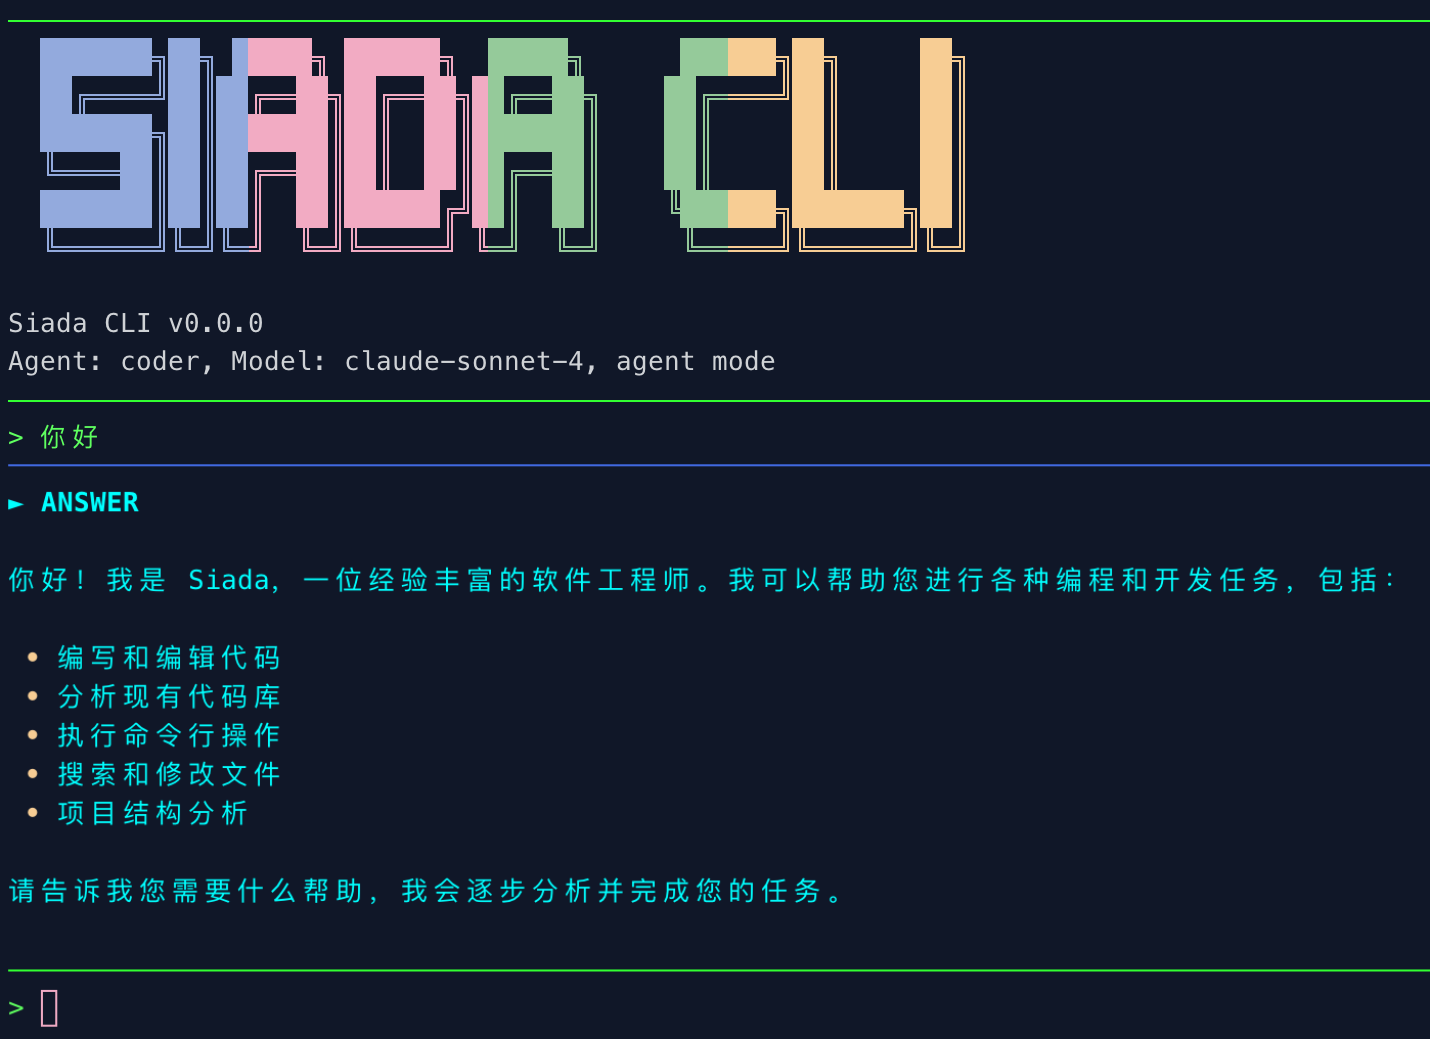 SIADA CLI
Siada CLI v0.0.0
Agent: coder, Model: claude-sonnet-4, agent mode
> 你好
► ANSWER
你好！我是 Siada，一位经验丰富的软件工程师。我可以帮助您进行各种编程和开发任务，包括：
• 编写和编辑代码
• 分析现有代码库
• 执行命令行操作
• 搜索和修改文件
• 项目结构分析
请告诉我您需要什么帮助，我会逐步分析并完成您的任务。
>